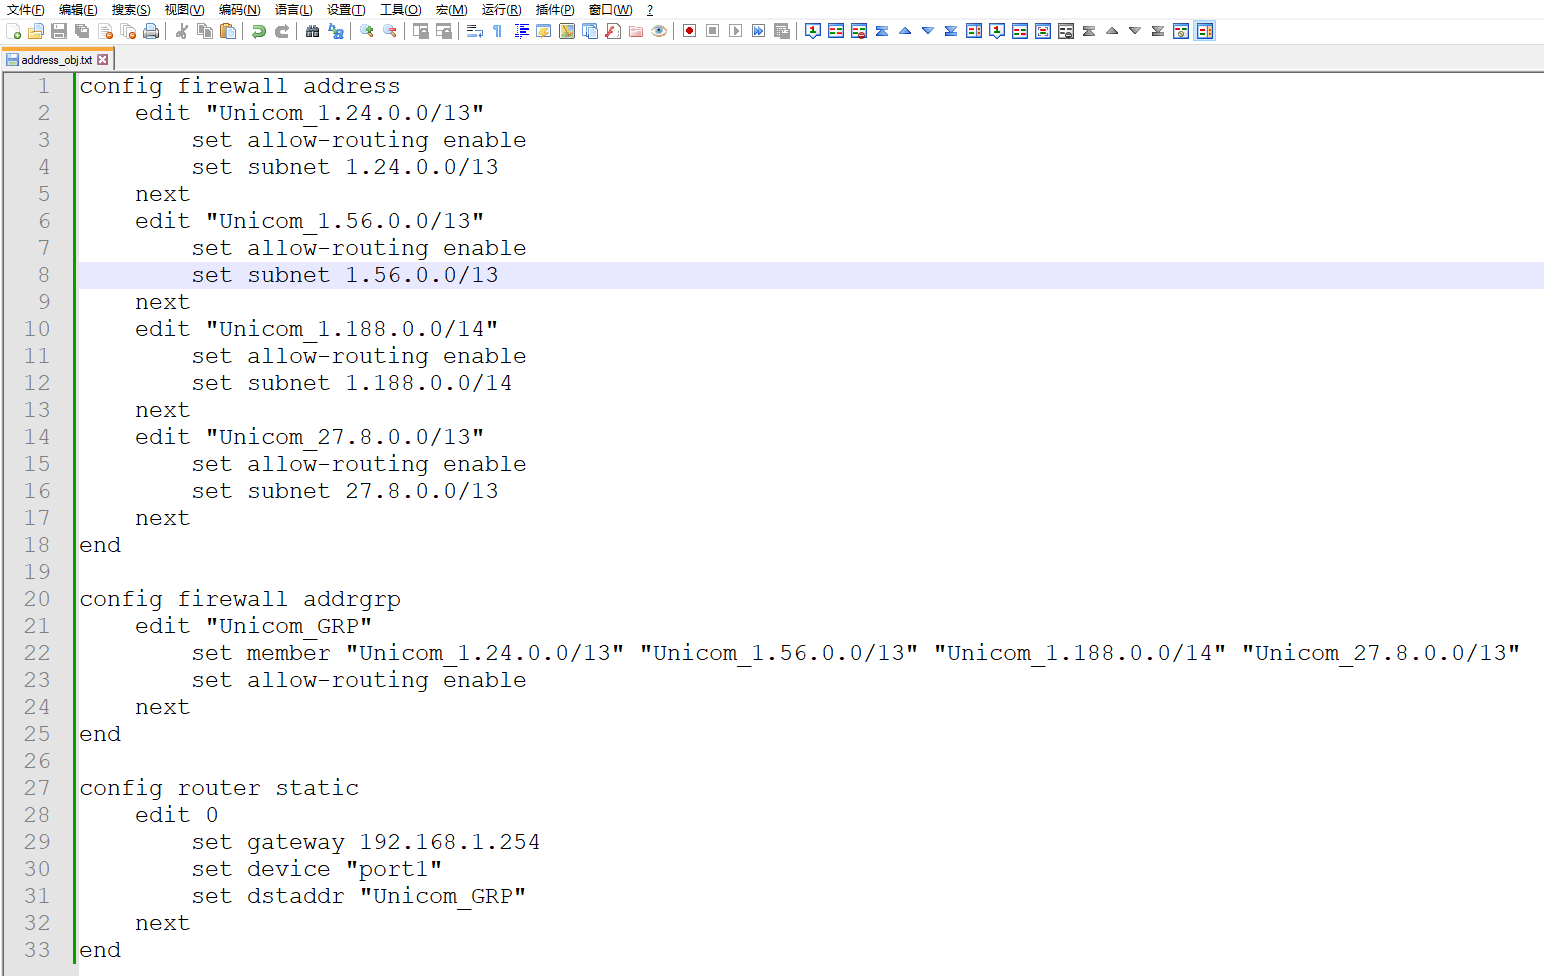 文件(F) 编辑(E) 搜索(S) 视图(V) 编码(N) 语言(L) 设置(T) 工具(O) 宏(M) 运行(R) 插件(P) 窗口(W) ?
address_obj.txt
1 config firewall address
2 edit "Unicom_1.24.0.0/13"
3 set allow-routing enable
4 set subnet 1.24.0.0/13
5 next
6 edit "Unicom_1.56.0.0/13"
7 set allow-routing enable
8 set subnet 1.56.0.0/13
9 next
10 edit "Unicom_1.188.0.0/14"
11 set allow-routing enable
12 set subnet 1.188.0.0/14
13 next
14 edit "Unicom_27.8.0.0/13"
15 set allow-routing enable
16 set subnet 27.8.0.0/13
17 next
18 end
19
20 config firewall addrgrp
21 edit "Unicom_GRP"
22 set member "Unicom_1.24.0.0/13" "Unicom_1.56.0.0/13" "Unicom_1.188.0.0/14" "Unicom_27.8.0.0/13"
23 set allow-routing enable
24 next
25 end
26
27 config router static
28 edit 0
29 set gateway 192.168.1.254
30 set device "port1"
31 set dstaddr "Unicom_GRP"
32 next
33 end